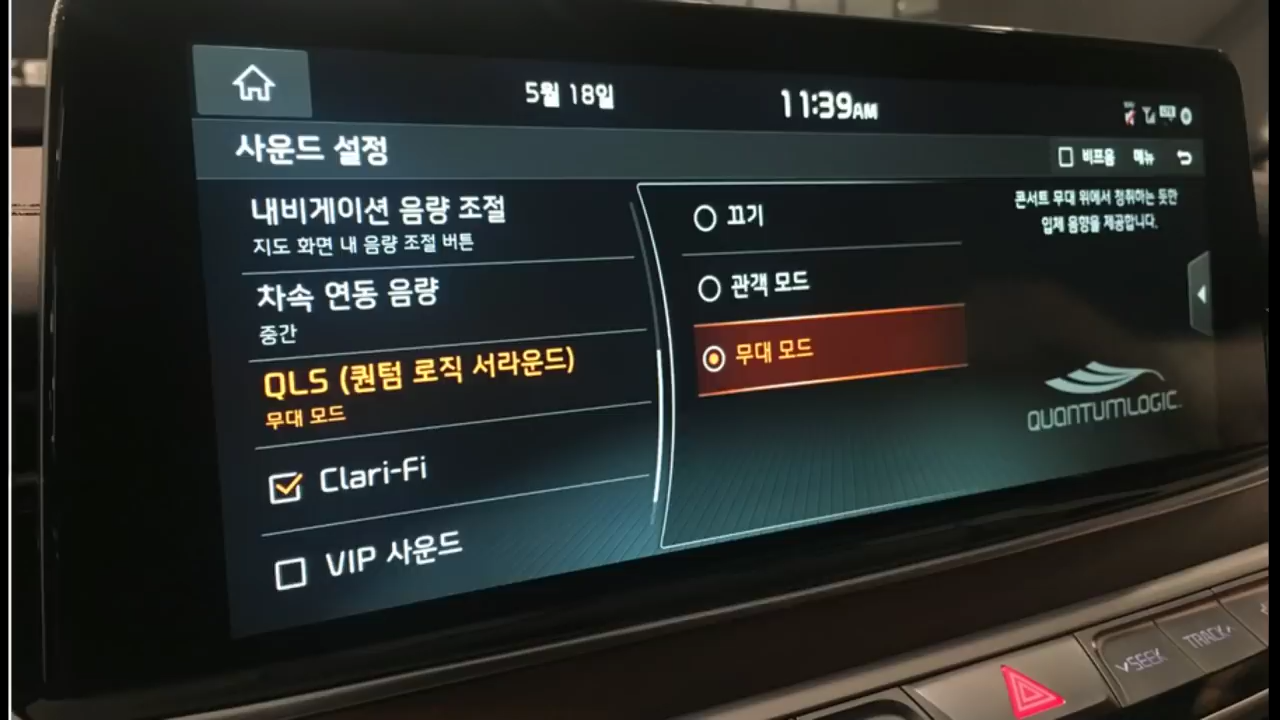 5월 18일
11:39AM
사운드 설정
비프음 메뉴
내비게이션 음량 조절
지도 화면 내 음량 조절 버튼
차속 연동 음량
중간
QLS (퀀텀 로직 서라운드)
무대 모드
Clari-Fi
VIP 사운드
끄기
관객 모드
무대 모드
콘서트 무대 위에서 청취하는 듯한
입체 음향을 제공합니다.
QUANTUMLOGIC
SEEK
TRACK